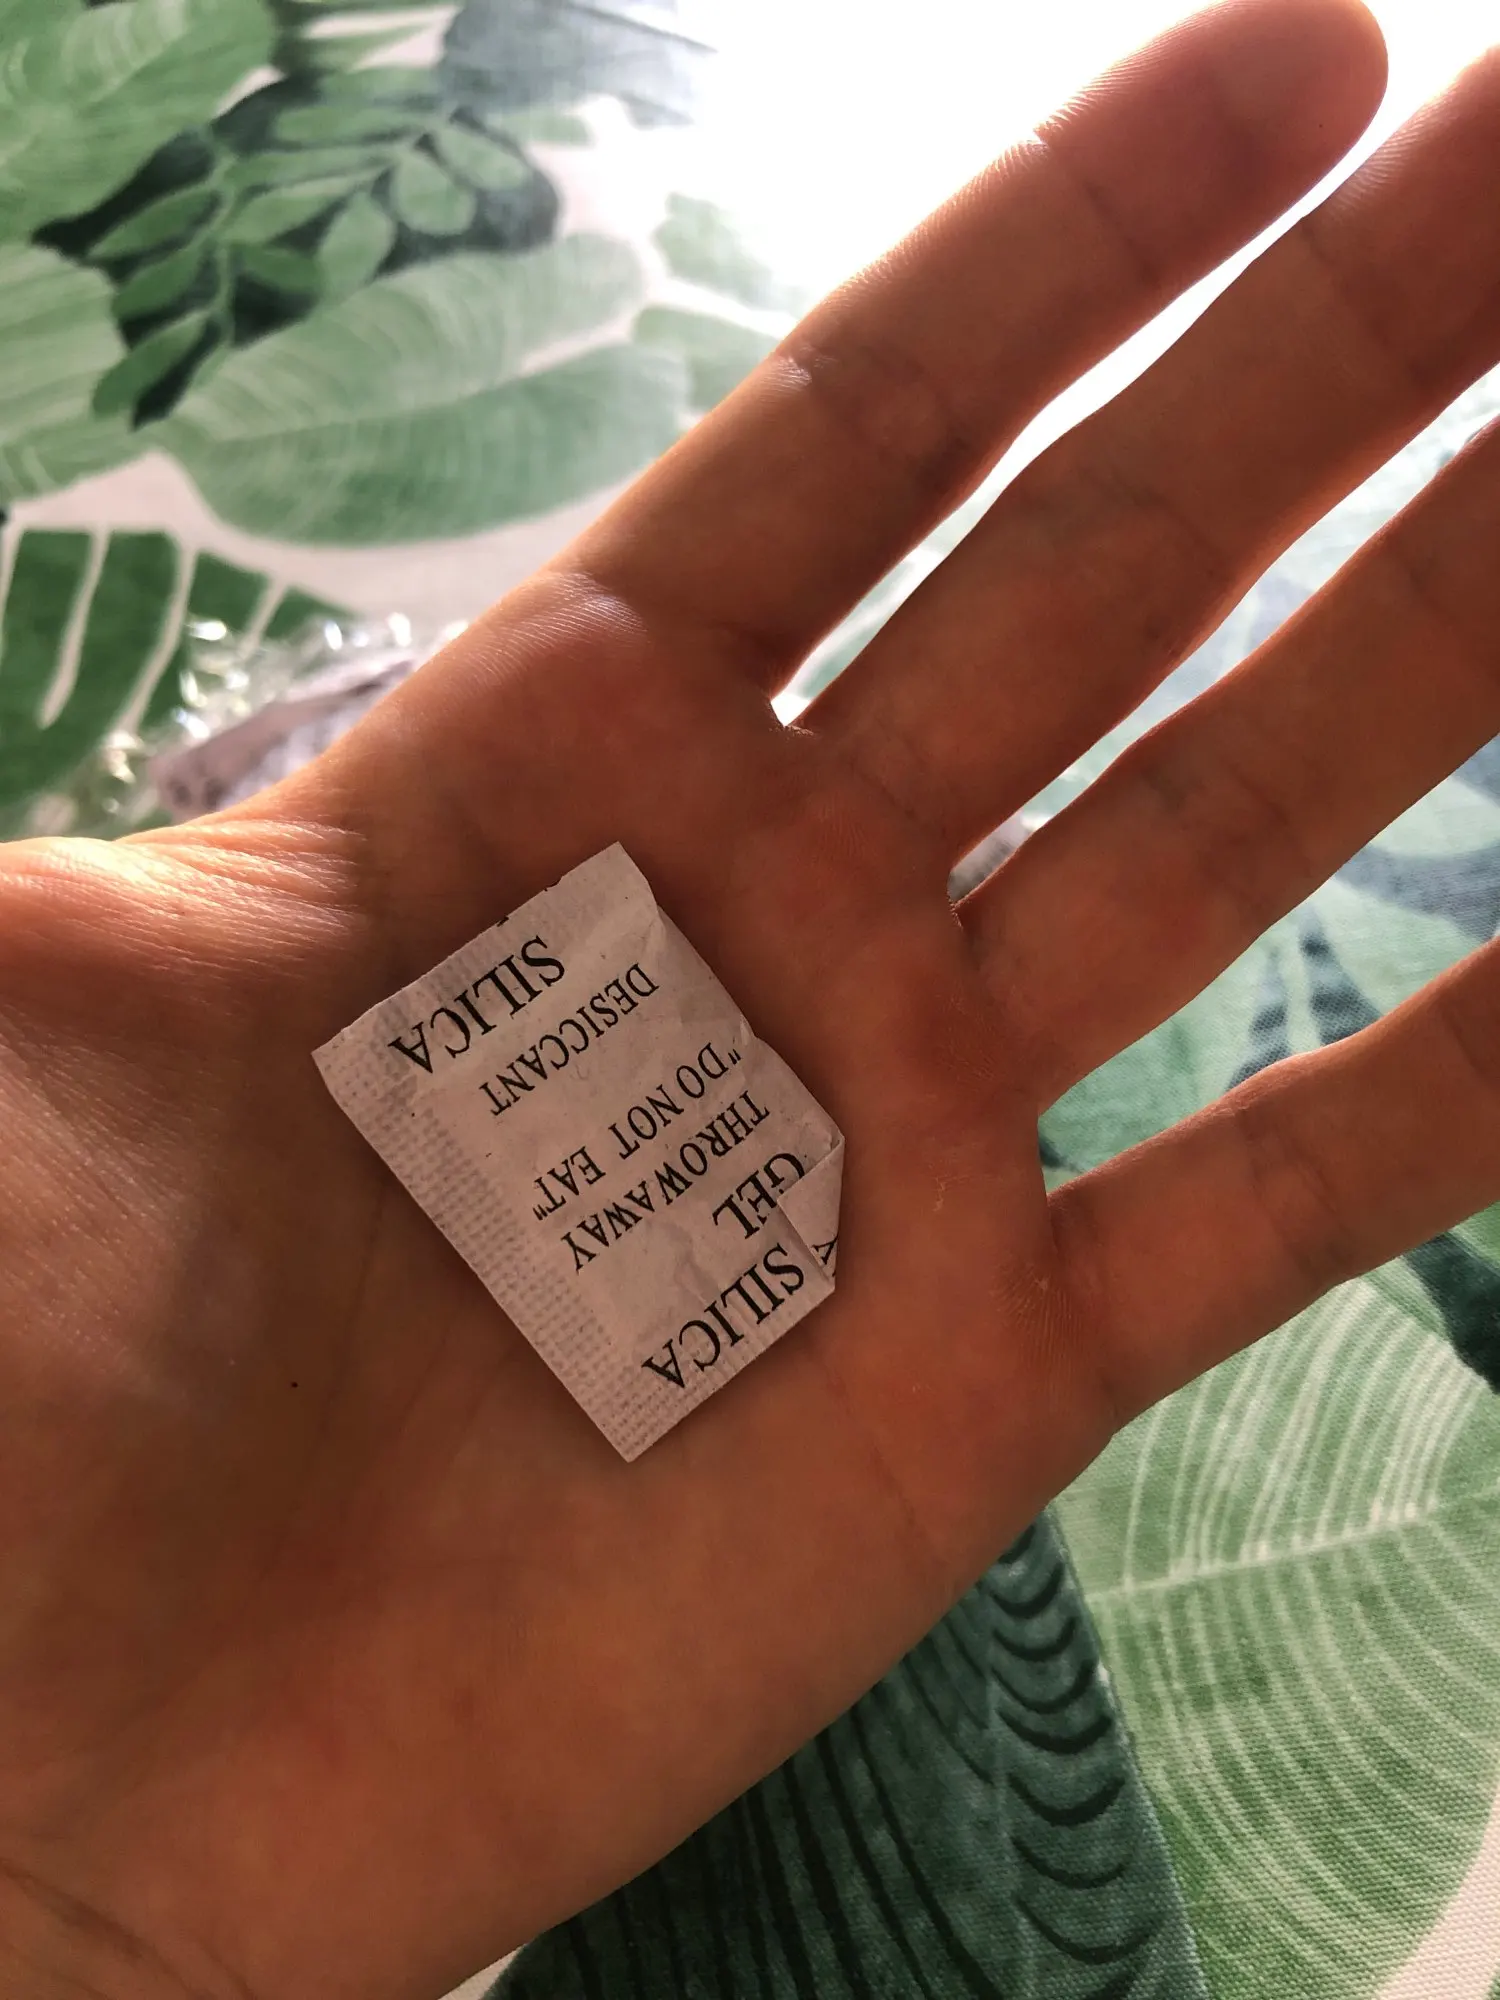 SILICA
GEL
THROWAWAY
"DO NOT EAT"
DESICCANT
SILICA